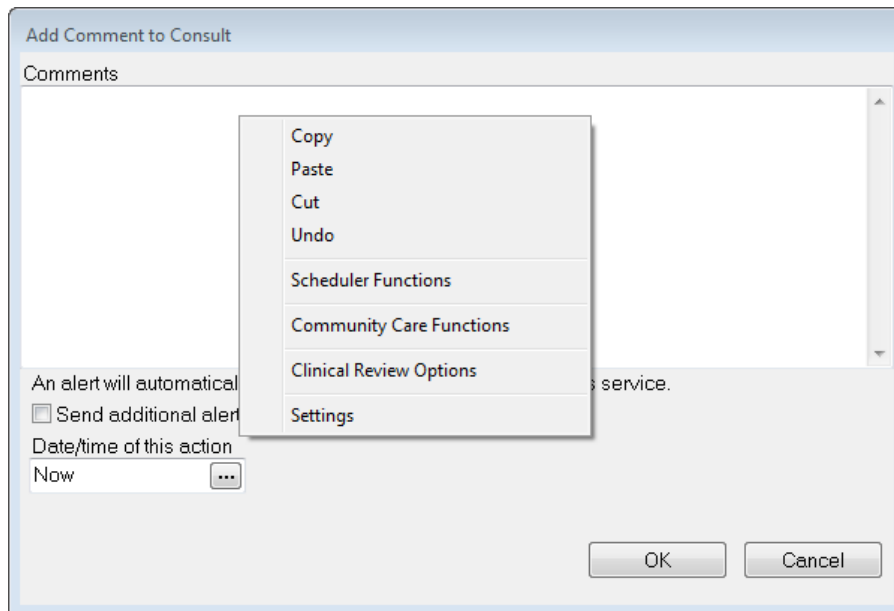 Add Comment to Consult
Comments
Copy
Paste
Cut
Undo
Scheduler Functions
Community Care Functions
Clinical Review Options
Settings
An alert will automatical
s service.
Send additional alert
Date/time of this action
Now
...
OK
Cancel